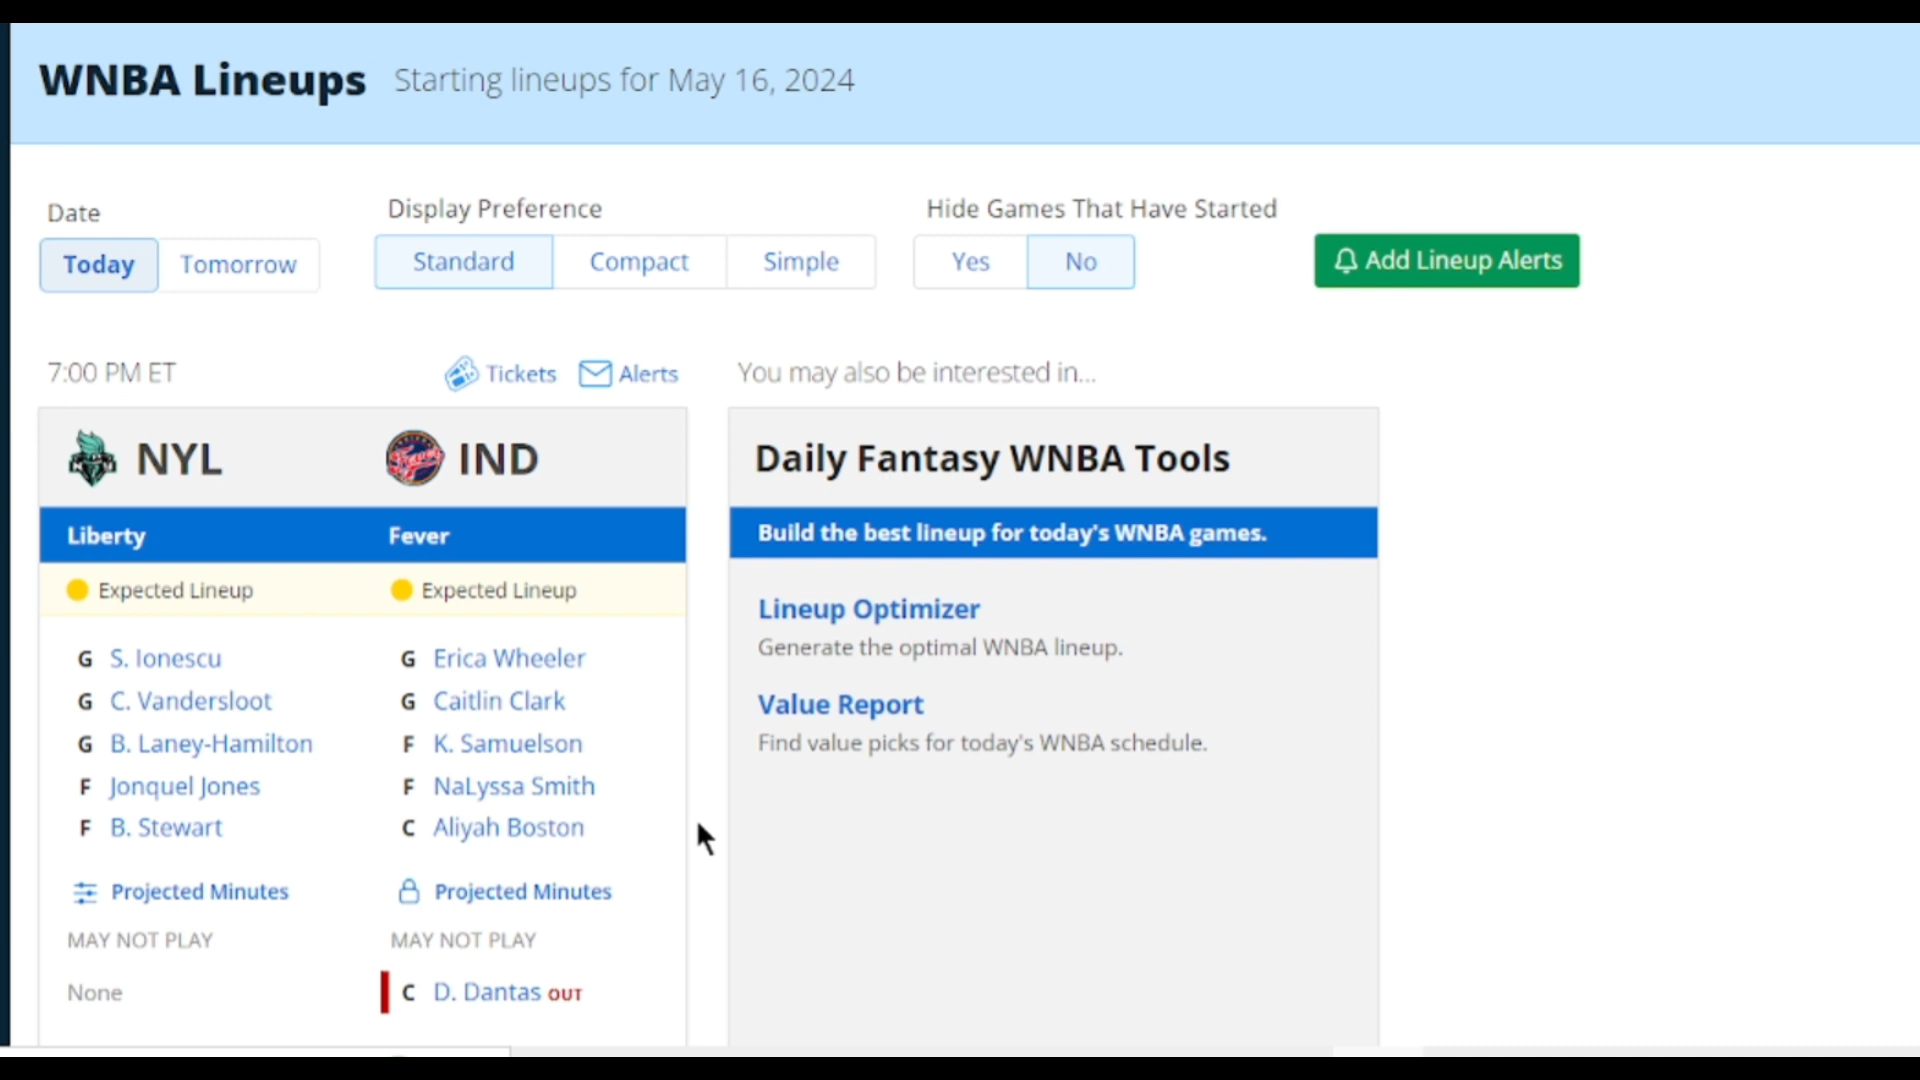 WNBA Lineups Starting lineups for May 16, 2024
Date
Display Preference
Hide Games That Have Started
Today Tomorrow
Standard Compact Simple
Yes No
Add Lineup Alerts
7:00 PM ET
Tickets Alerts
NYL IND
Liberty Fever
Expected Lineup Expected Lineup
G S. Ionescu G Erica Wheeler
G C. Vandersloot G Caitlin Clark
G B. Laney-Hamilton F K. Samuelson
F Jonquel Jones F NaLyssa Smith
F B. Stewart C Aliyah Boston
Projected Minutes Projected Minutes
MAY NOT PLAY MAY NOT PLAY
None C D. Dantas OUT
You may also be interested in...
Daily Fantasy WNBA Tools
Build the best lineup for today's WNBA games.
Lineup Optimizer
Generate the optimal WNBA lineup.
Value Report
Find value picks for today's WNBA schedule.